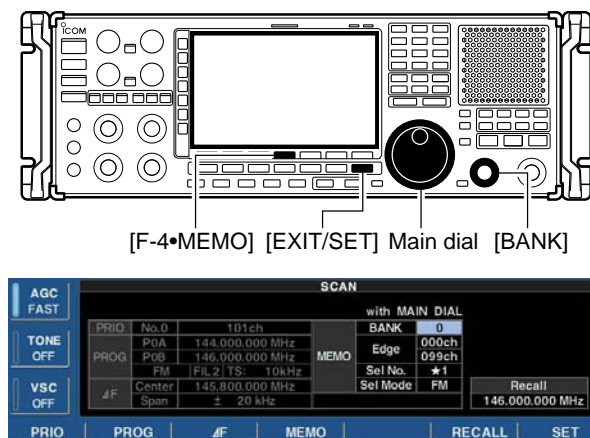 ICOM
[F-4•MEMO] [EXIT/SET] Main dial [BANK]
SCAN
AGC
FAST
TONE
OFF
VSC
OFF
with MAIN DIAL
PRIO No.0 101ch
PROG P0A 144.000.000 MHz
P0B 146.000.000 MHz
FM FIL2 TS: 10kHz
⊿F Center 145.800.000 MHz
Span ± 20 kHz
MEMO
BANK 0
Edge 000ch
099ch
Sel No. ★1
Sel Mode FM
Recall
146.000.000 MHz
PRIO PROG ⊿F MEMO RECALL SET